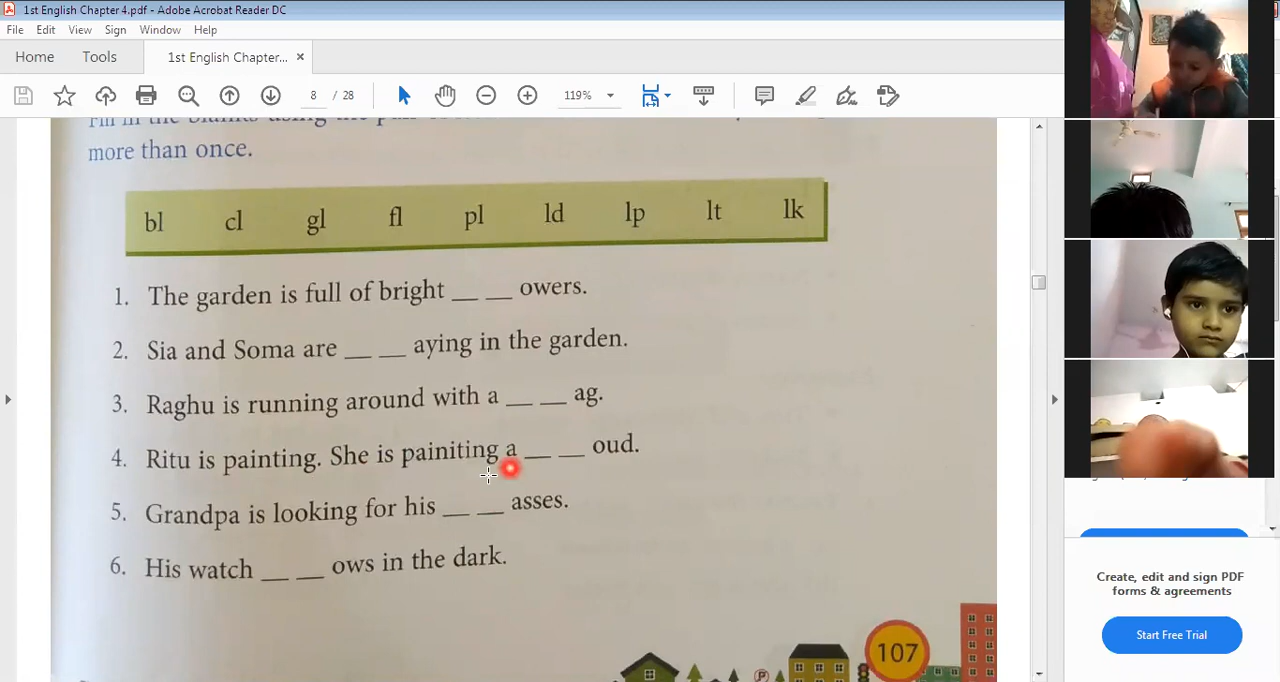 1st English Chapter 4.pdf - Adobe Acrobat Reader DC
File Edit View Sign Window Help
Home Tools 1st English Chapter... ×
8 / 28 119%
more than once.
bl cl gl fl pl ld lp lt lk
1. The garden is full of bright __ __ owers.
2. Sia and Soma are __ __ aying in the garden.
3. Raghu is running around with a __ __ ag.
4. Ritu is painting. She is painiting a __ __ oud.
5. Grandpa is looking for his __ __ asses.
6. His watch __ __ ows in the dark.
107
P
Create, edit and sign PDF
forms & agreements
Start Free Trial